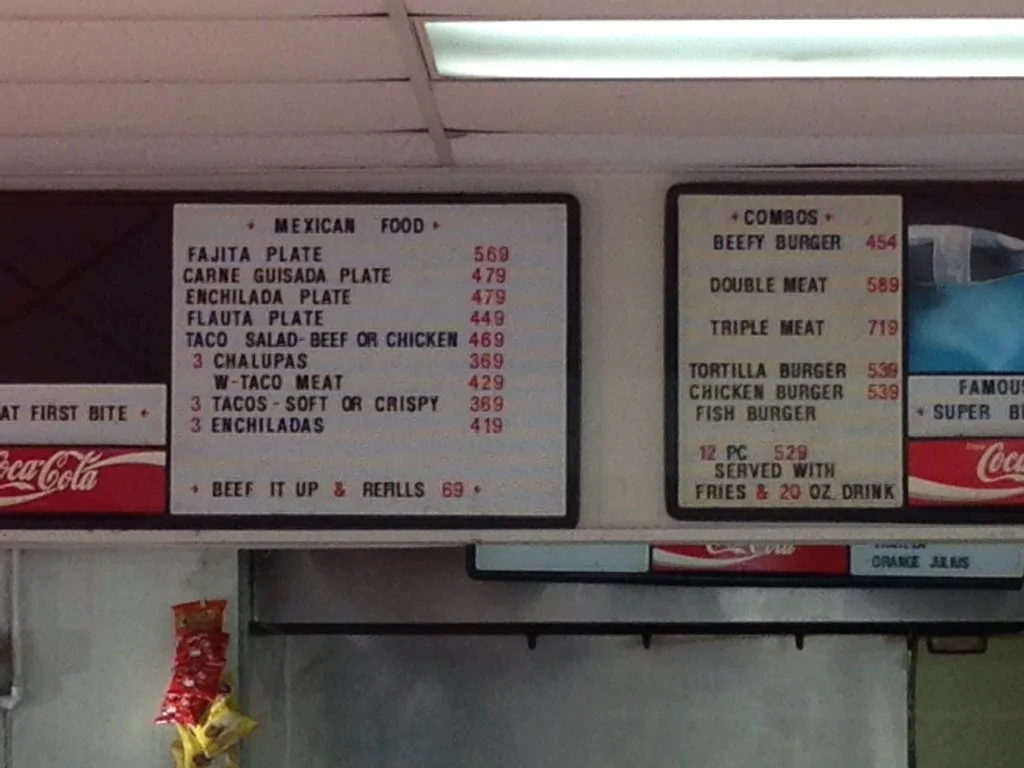 ✦ MEXICAN FOOD ✦
FAJITA PLATE 569
CARNE GUISADA PLATE 479
ENCHILADA PLATE 479
FLAUTA PLATE 449
TACO SALAD-BEEF OR CHICKEN 469
3 CHALUPAS 369
W-TACO MEAT 429
3 TACOS-SOFT OR CRISPY 369
3 ENCHILADAS 419
✦ BEEF IT UP & REFILLS 69 ✦
AT FIRST BITE ✦
Coca-Cola
✦ COMBOS ✦
BEEFY BURGER 454
DOUBLE MEAT 589
TRIPLE MEAT 719
TORTILLA BURGER 539
CHICKEN BURGER 539
FISH BURGER
12 PC 529
SERVED WITH
FRIES & 20 OZ. DRINK
FAMOUS
✦ SUPER
Coca
Coca-Cola
ORANGE JULIUS